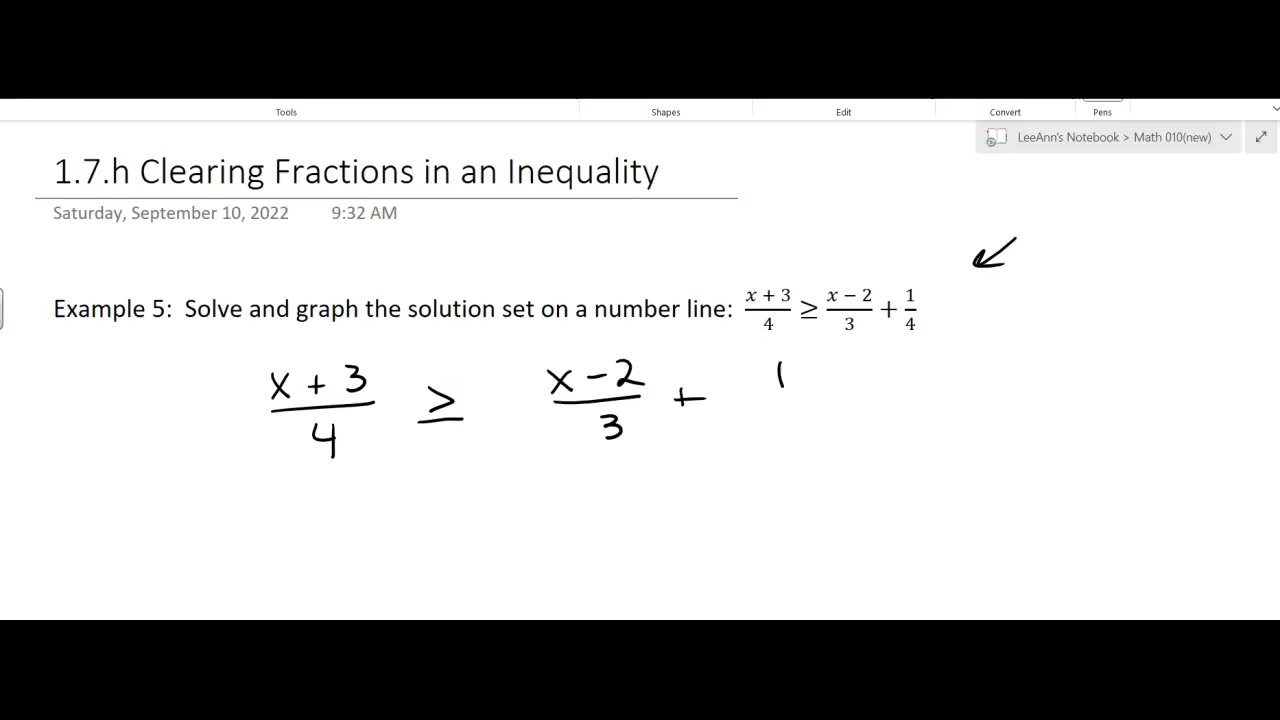 Tools Shapes Edit Convert Pens
LeeAnn's Notebook > Math 010(new)
1.7.h Clearing Fractions in an Inequality
Saturday, September 10, 2022 9:32 AM
Example 5: Solve and graph the solution set on a number line: (x + 3)/4 ≥ (x − 2)/3 + 1/4
(x + 3)/4 ≥ (x − 2)/3 + 1